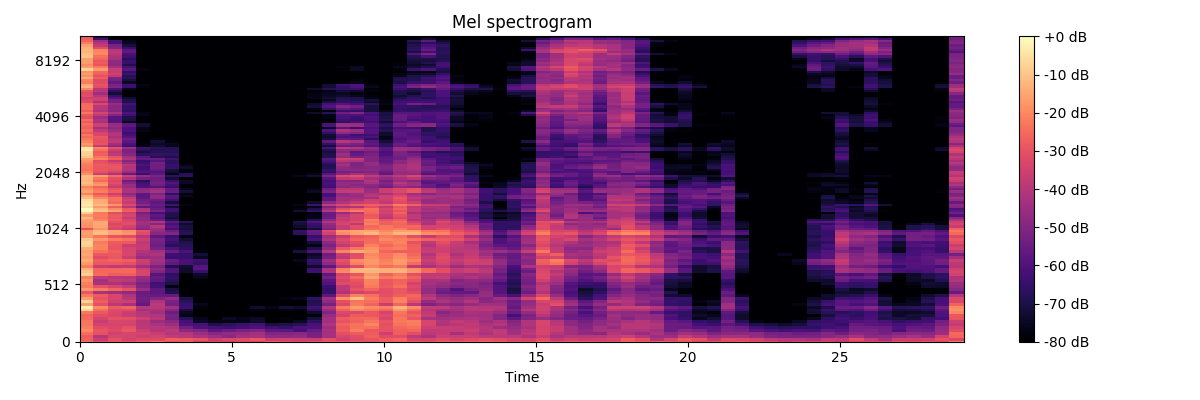 Mel spectrogram
Hz
8192
4096
2048
1024
512
0
0 5 10 15 20 25
Time
+0 dB
-10 dB
-20 dB
-30 dB
-40 dB
-50 dB
-60 dB
-70 dB
-80 dB